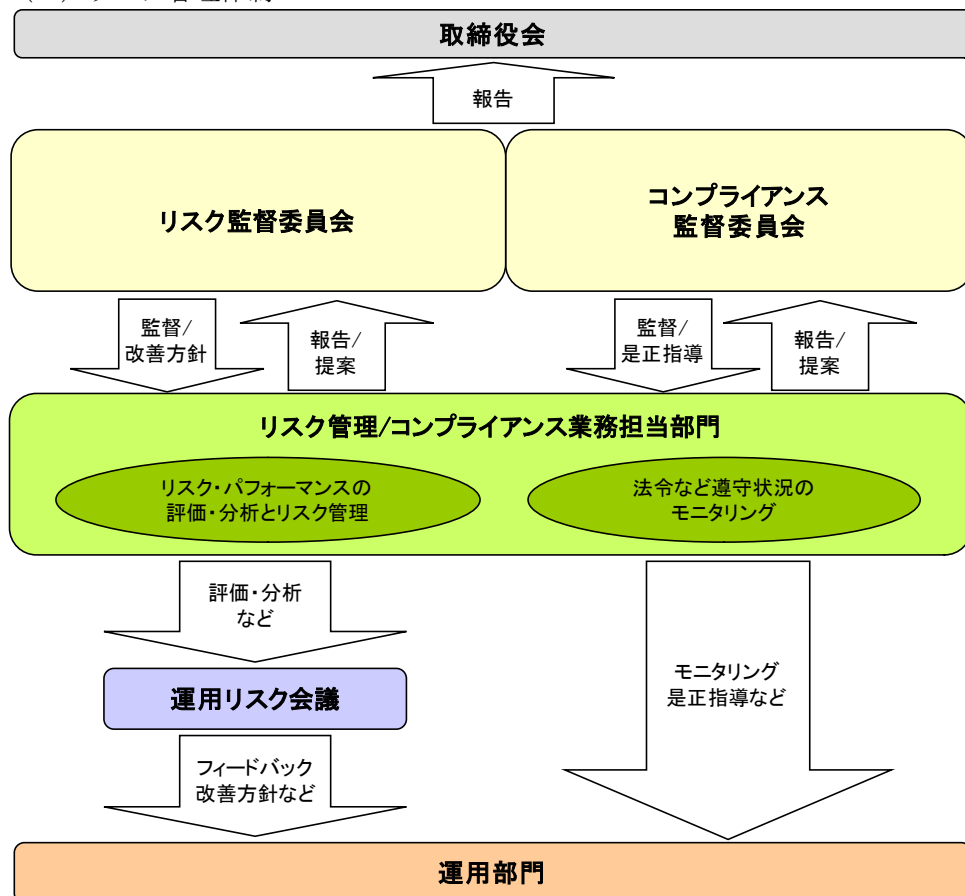 取締役会
報告
リスク監督委員会
コンプライアンス
監督委員会
監督/
改善方針
報告/
提案
監督/
是正指導
報告/
提案
リスク管理/コンプライアンス業務担当部門
リスク・パフォーマンスの
評価・分析とリスク管理
法令など遵守状況の
モニタリング
評価・分析
など
運用リスク会議
モニタリング
是正指導など
フィードバック
改善方針など
運用部門